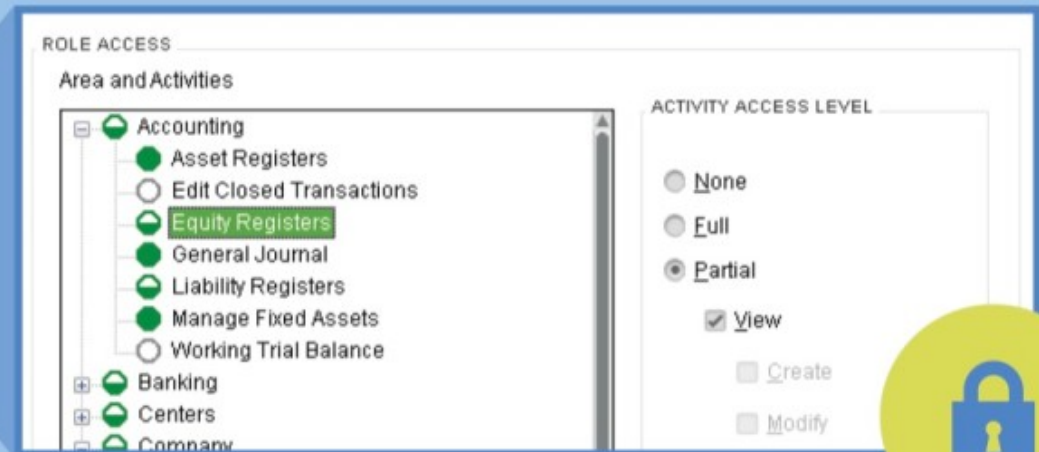 ROLE ACCESS
Area and Activities
Accounting
Asset Registers
Edit Closed Transactions
Equity Registers
General Journal
Liability Registers
Manage Fixed Assets
Working Trial Balance
Banking
Centers
Company
ACTIVITY ACCESS LEVEL
None
Full
Partial
View
Create
Modify